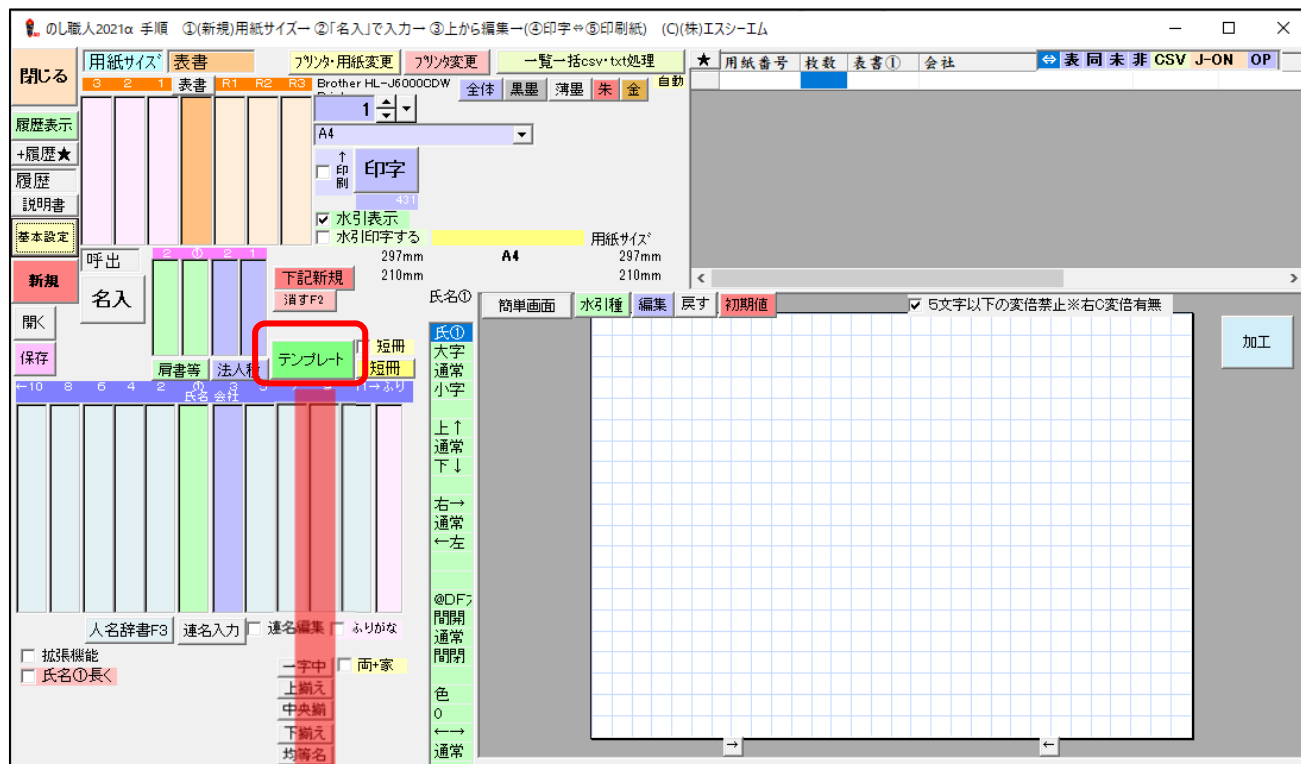 のし職人2021α 手順 ①(新規)用紙サイズ→ ②「名入」で入力→ ③上から編集→(④印字⇔⑤印刷紙) (C)(株)エスシーエム
閉じる
用紙サイズ 表書
3 2 1 表書 R1 R2 R3
プリンタ・用紙変更 プリンタ変更 一覧一括csv・txt処理
Brother HL-J6000CDW
全体 黒墨 薄墨 朱 金 自動
1
A4
↑印刷 印字
431
水引表示
水引印字する
用紙サイズ
297mm A4 297mm
210mm 210mm
★ 用紙番号 枚数 表書① 会社
⇔ 表 同 未 非 CSV J-ON OP
履歴表示
+履歴★
履歴
説明書
基本設定
新規
開く
保存
呼出
名入
2 ① 2 1
下記新規
消すF2
テンプレート
短冊
短冊
肩書等 法人
←10 8 6 4 2 ① 3 11→ふり
氏名 会社
氏名①
氏①
大字
通常
小字
上↑
通常
下↓
右→
通常
←左
@DF
間開
通常
間閉
色
0
←→
通常
簡単画面 水引種 編集 戻す 初期値
5文字以下の変倍禁止※右C変倍有無
加工
人名辞書F3 連名入力 連名編集 ふりがな
拡張機能
氏名①長く
一字中 両+家
上揃え
中央揃
下揃え
均等名
→ ←